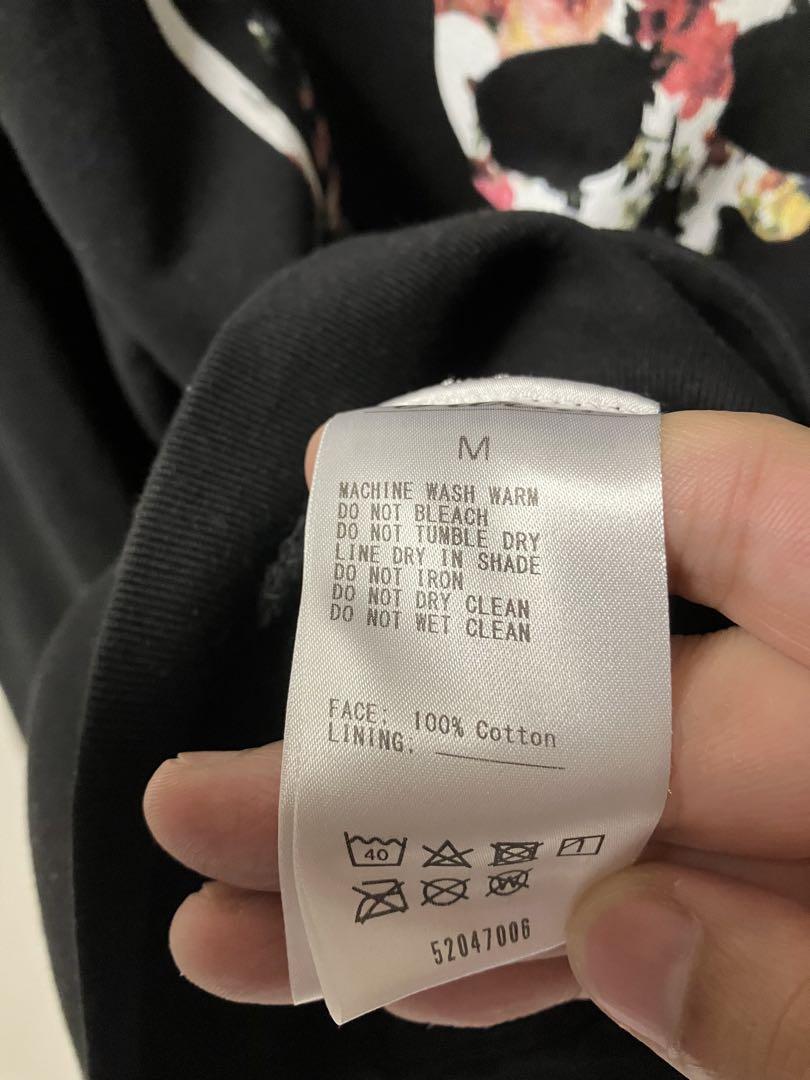 M
MACHINE WASH WARM
DO NOT BLEACH
DO NOT TUMBLE DRY
LINE DRY IN SHADE
DO NOT IRON
DO NOT DRY CLEAN
DO NOT WET CLEAN
FACE: 100% Cotton
LINING:
40
W
52047006